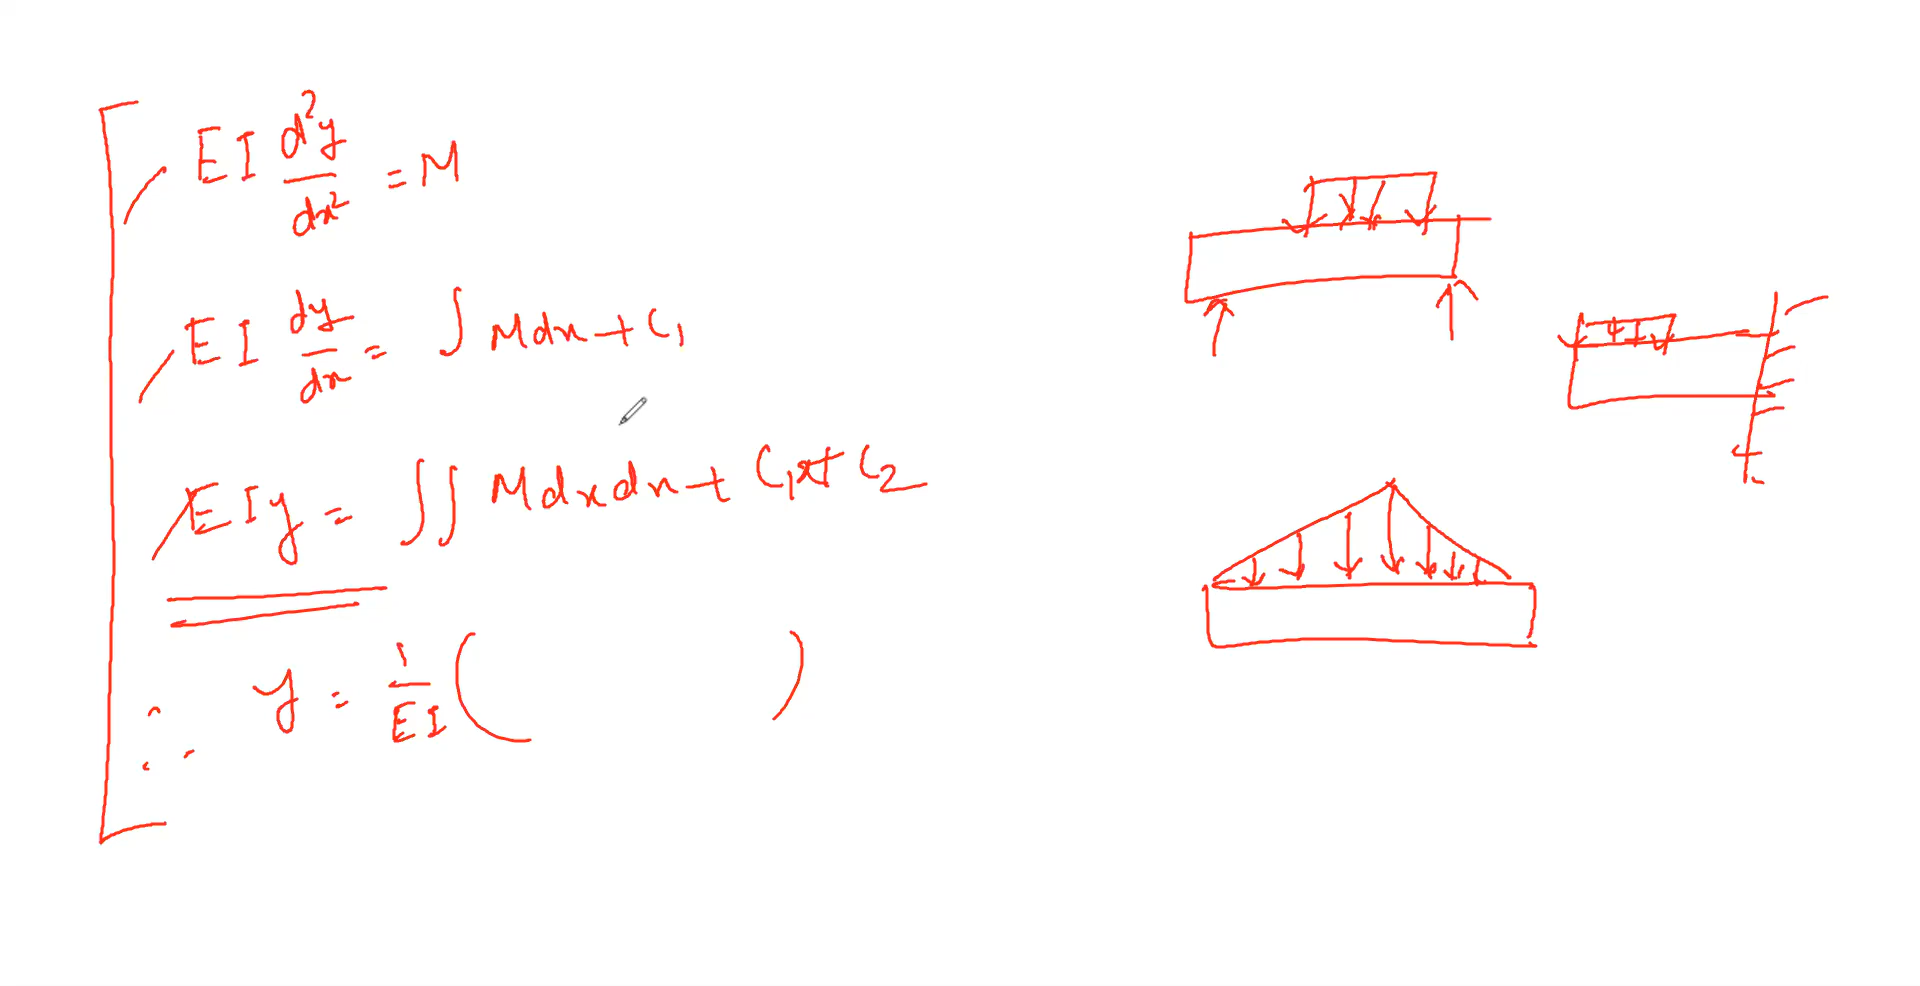 EI d²y/dx² = M
EI dy/dx = ∫ Mdx + C₁
EIy = ∫∫ Mdxdx + C₁x + C₂
∴ y = 1/EI ( )